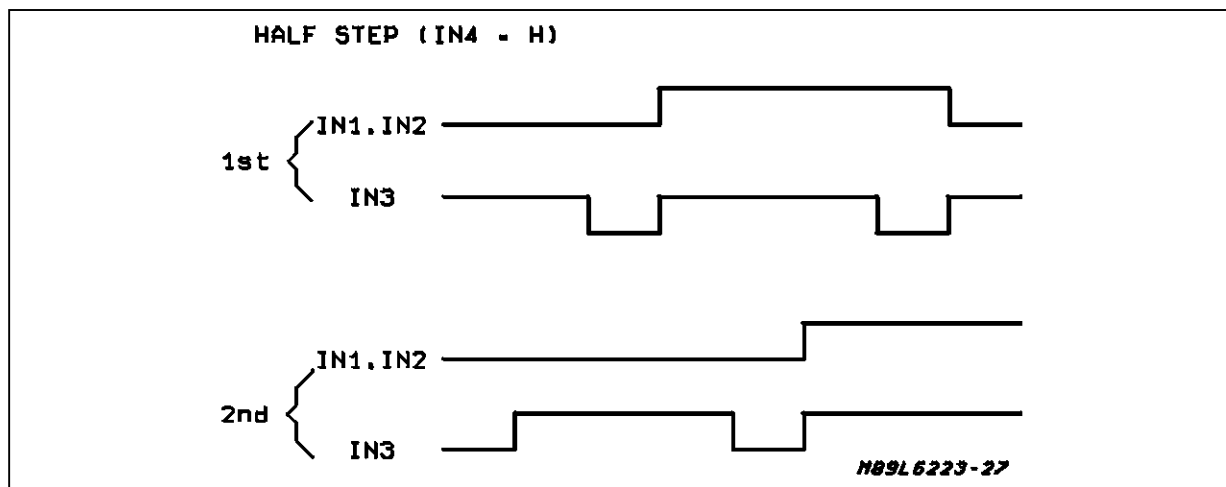 HALF STEP (IN4 = H)
IN1.IN2
1st
IN3
IN1.IN2
2nd
IN3
M89L6223-27